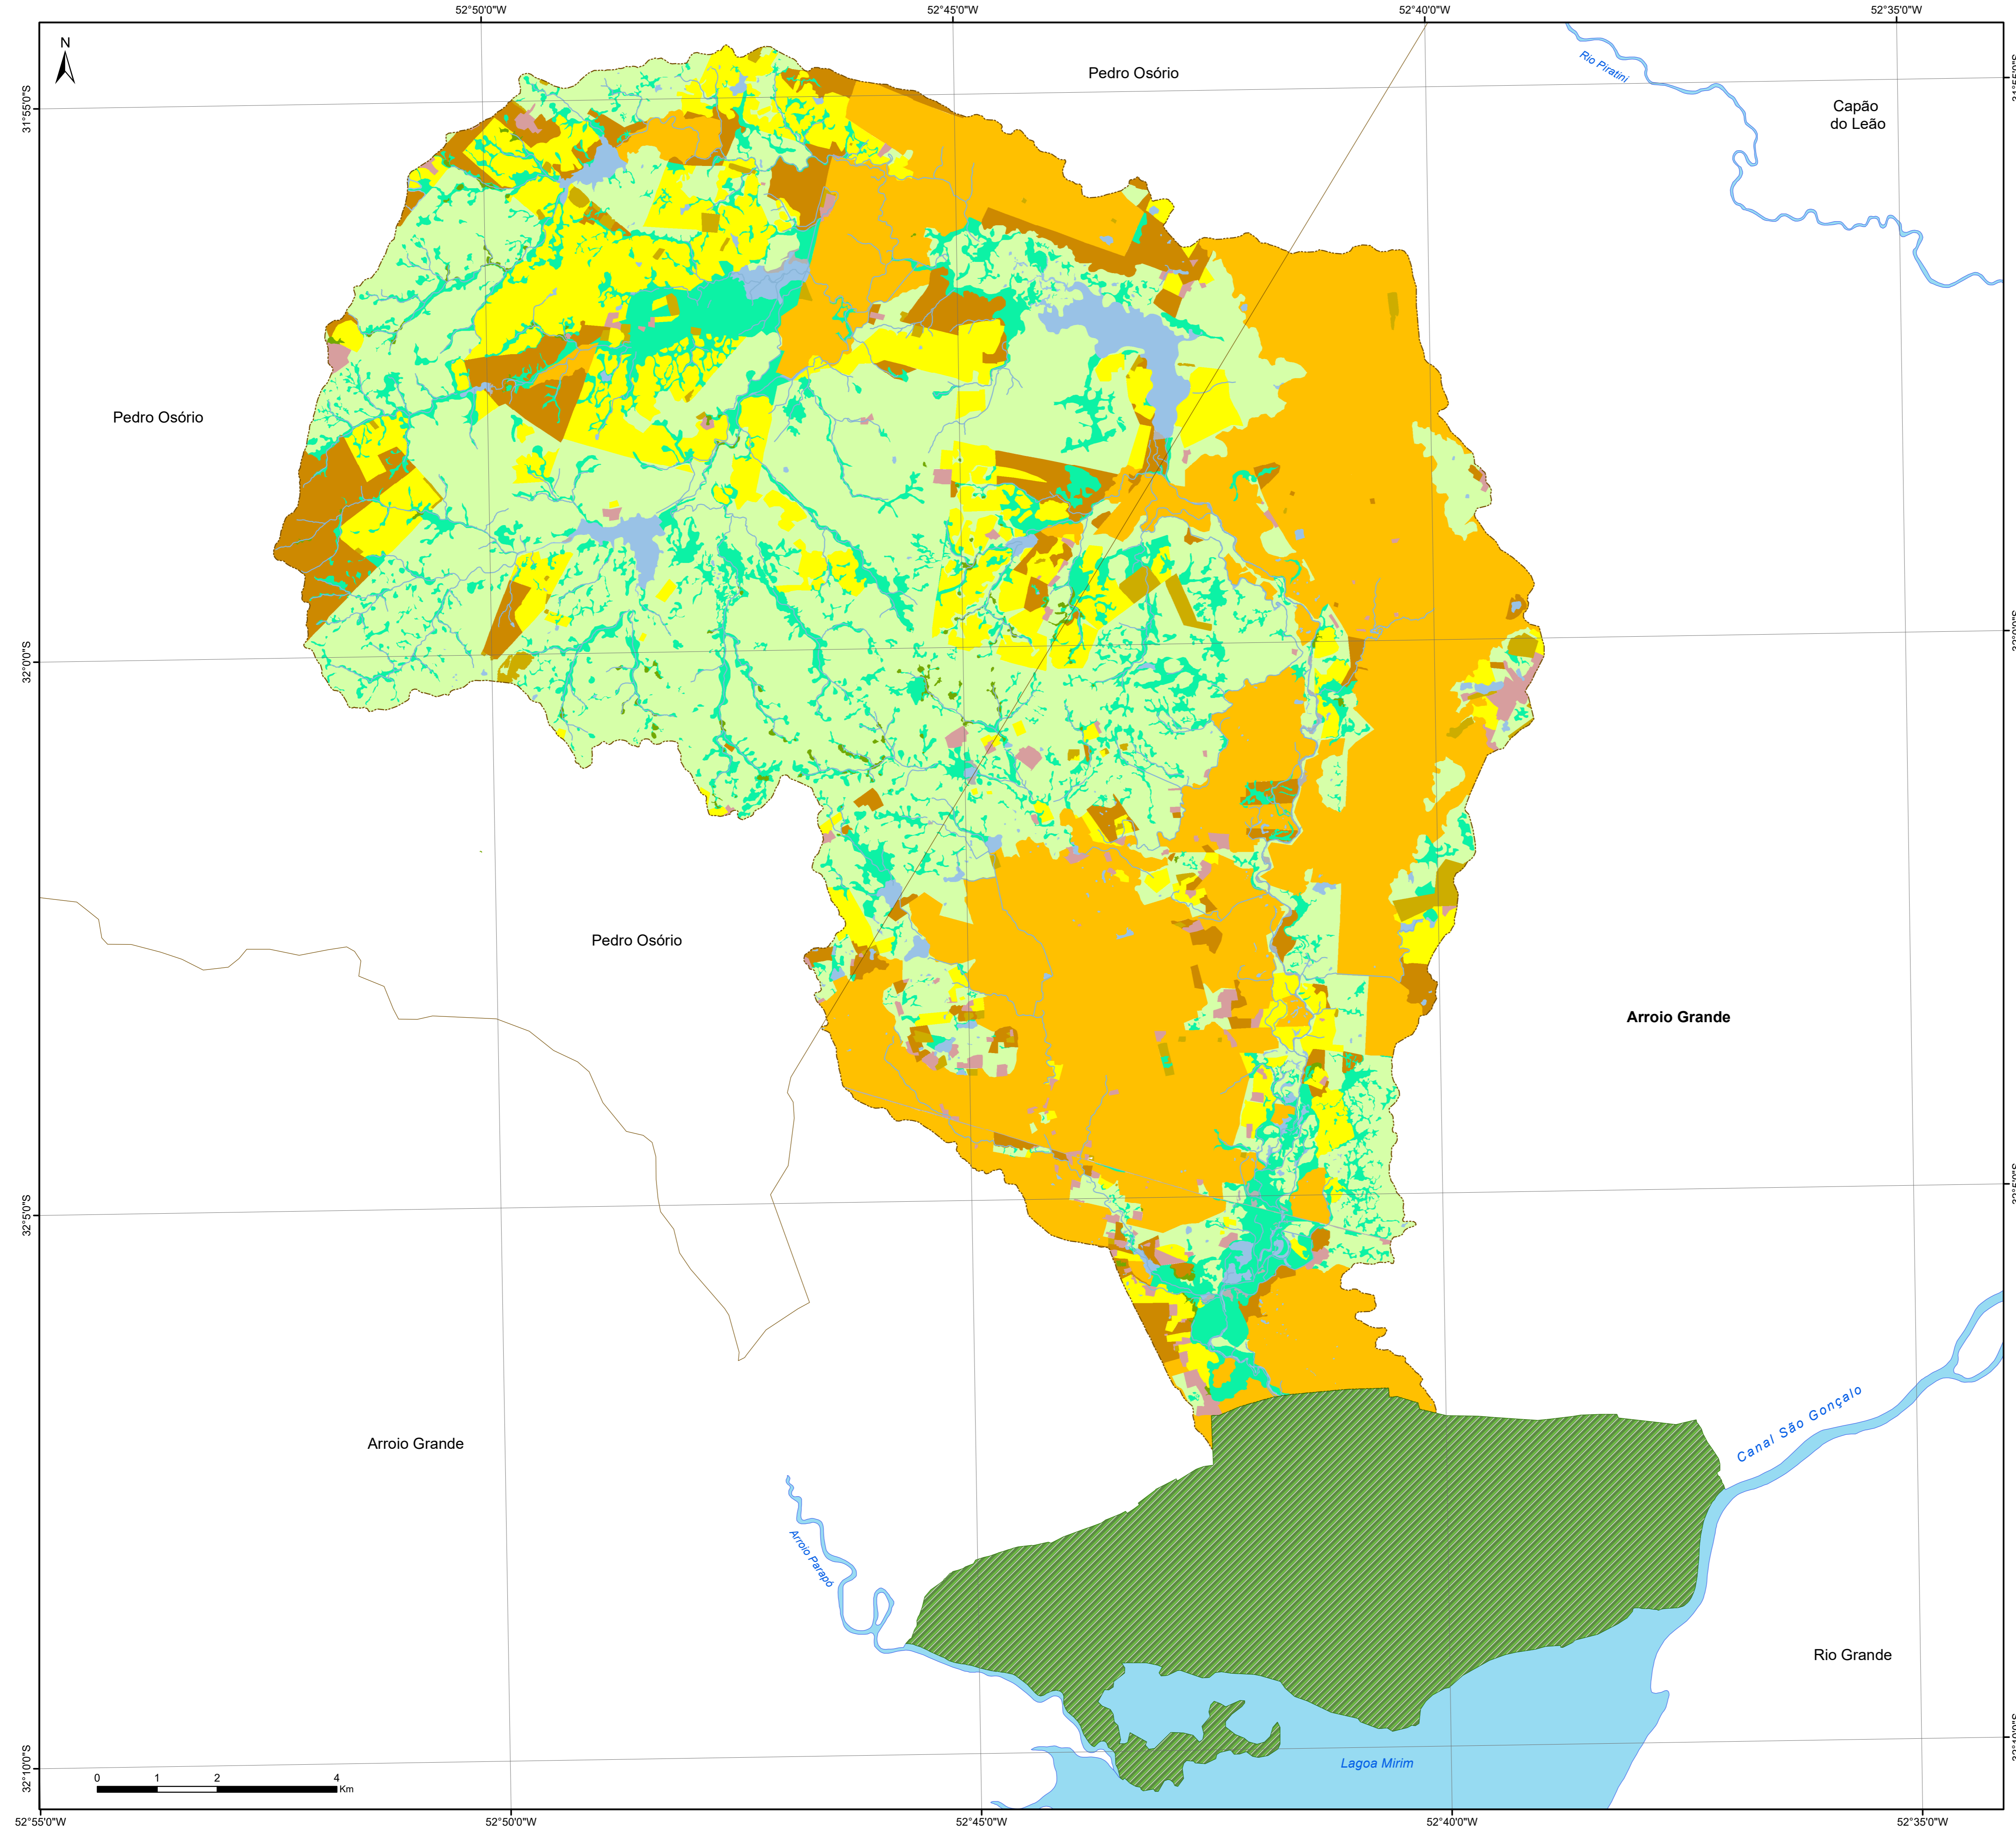 52°50'0"W
52°45'0"W
52°40'0"W
52°35'0"W
N
Pedro Osório
Rio Piratini
Capão
do Leão
31°55'0"S
Pedro Osório
32°0'0"S
Pedro Osório
Arroio Grande
32°5'0"S
Canal São Gonçalo
Arroio Grande
Arroio Parapó
Rio Grande
Lagoa Mirim
32°10'0"S
0 1 2 4
Km
52°55'0"W
52°50'0"W
52°45'0"W
52°40'0"W
52°35'0"W